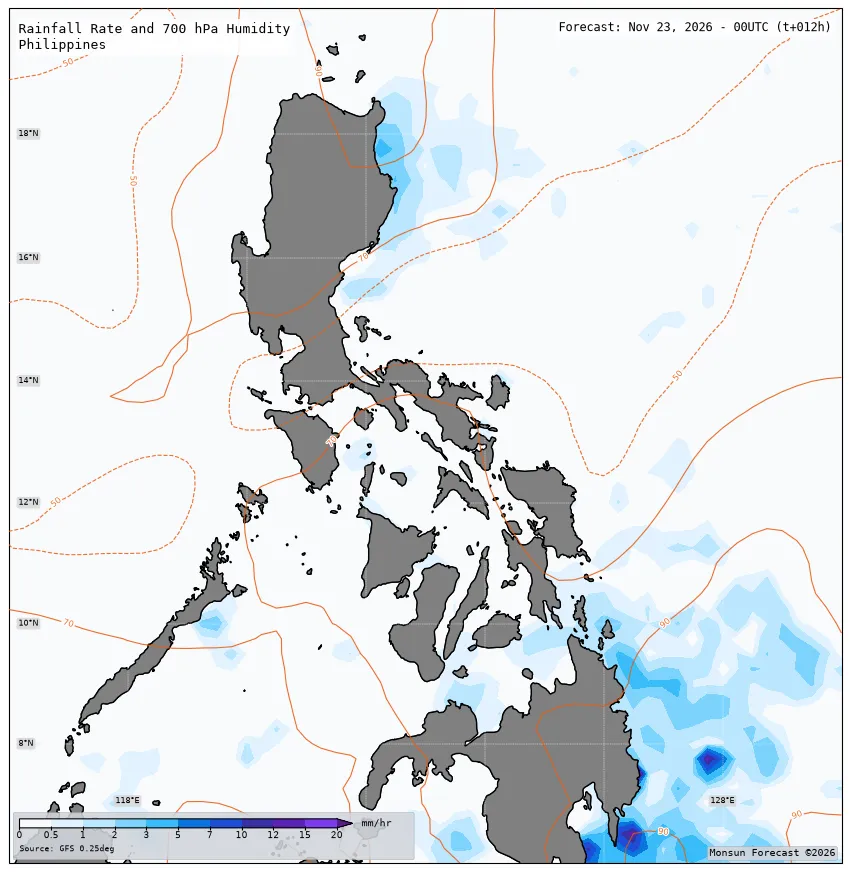 Rainfall Rate and 700 hPa Humidity
Philippines
Forecast: Nov 23, 2026 - 00UTC (t+012h)
50
90
18°N
50
16°N
70
14°N
50
70
12°N
50
10°N
70
90
8°N
118°E
128°E
90
90
0 0.5 1 2 3 5 7 10 12 15 20 mm/hr
Source: GFS 0.25deg
Monsun Forecast ©2026